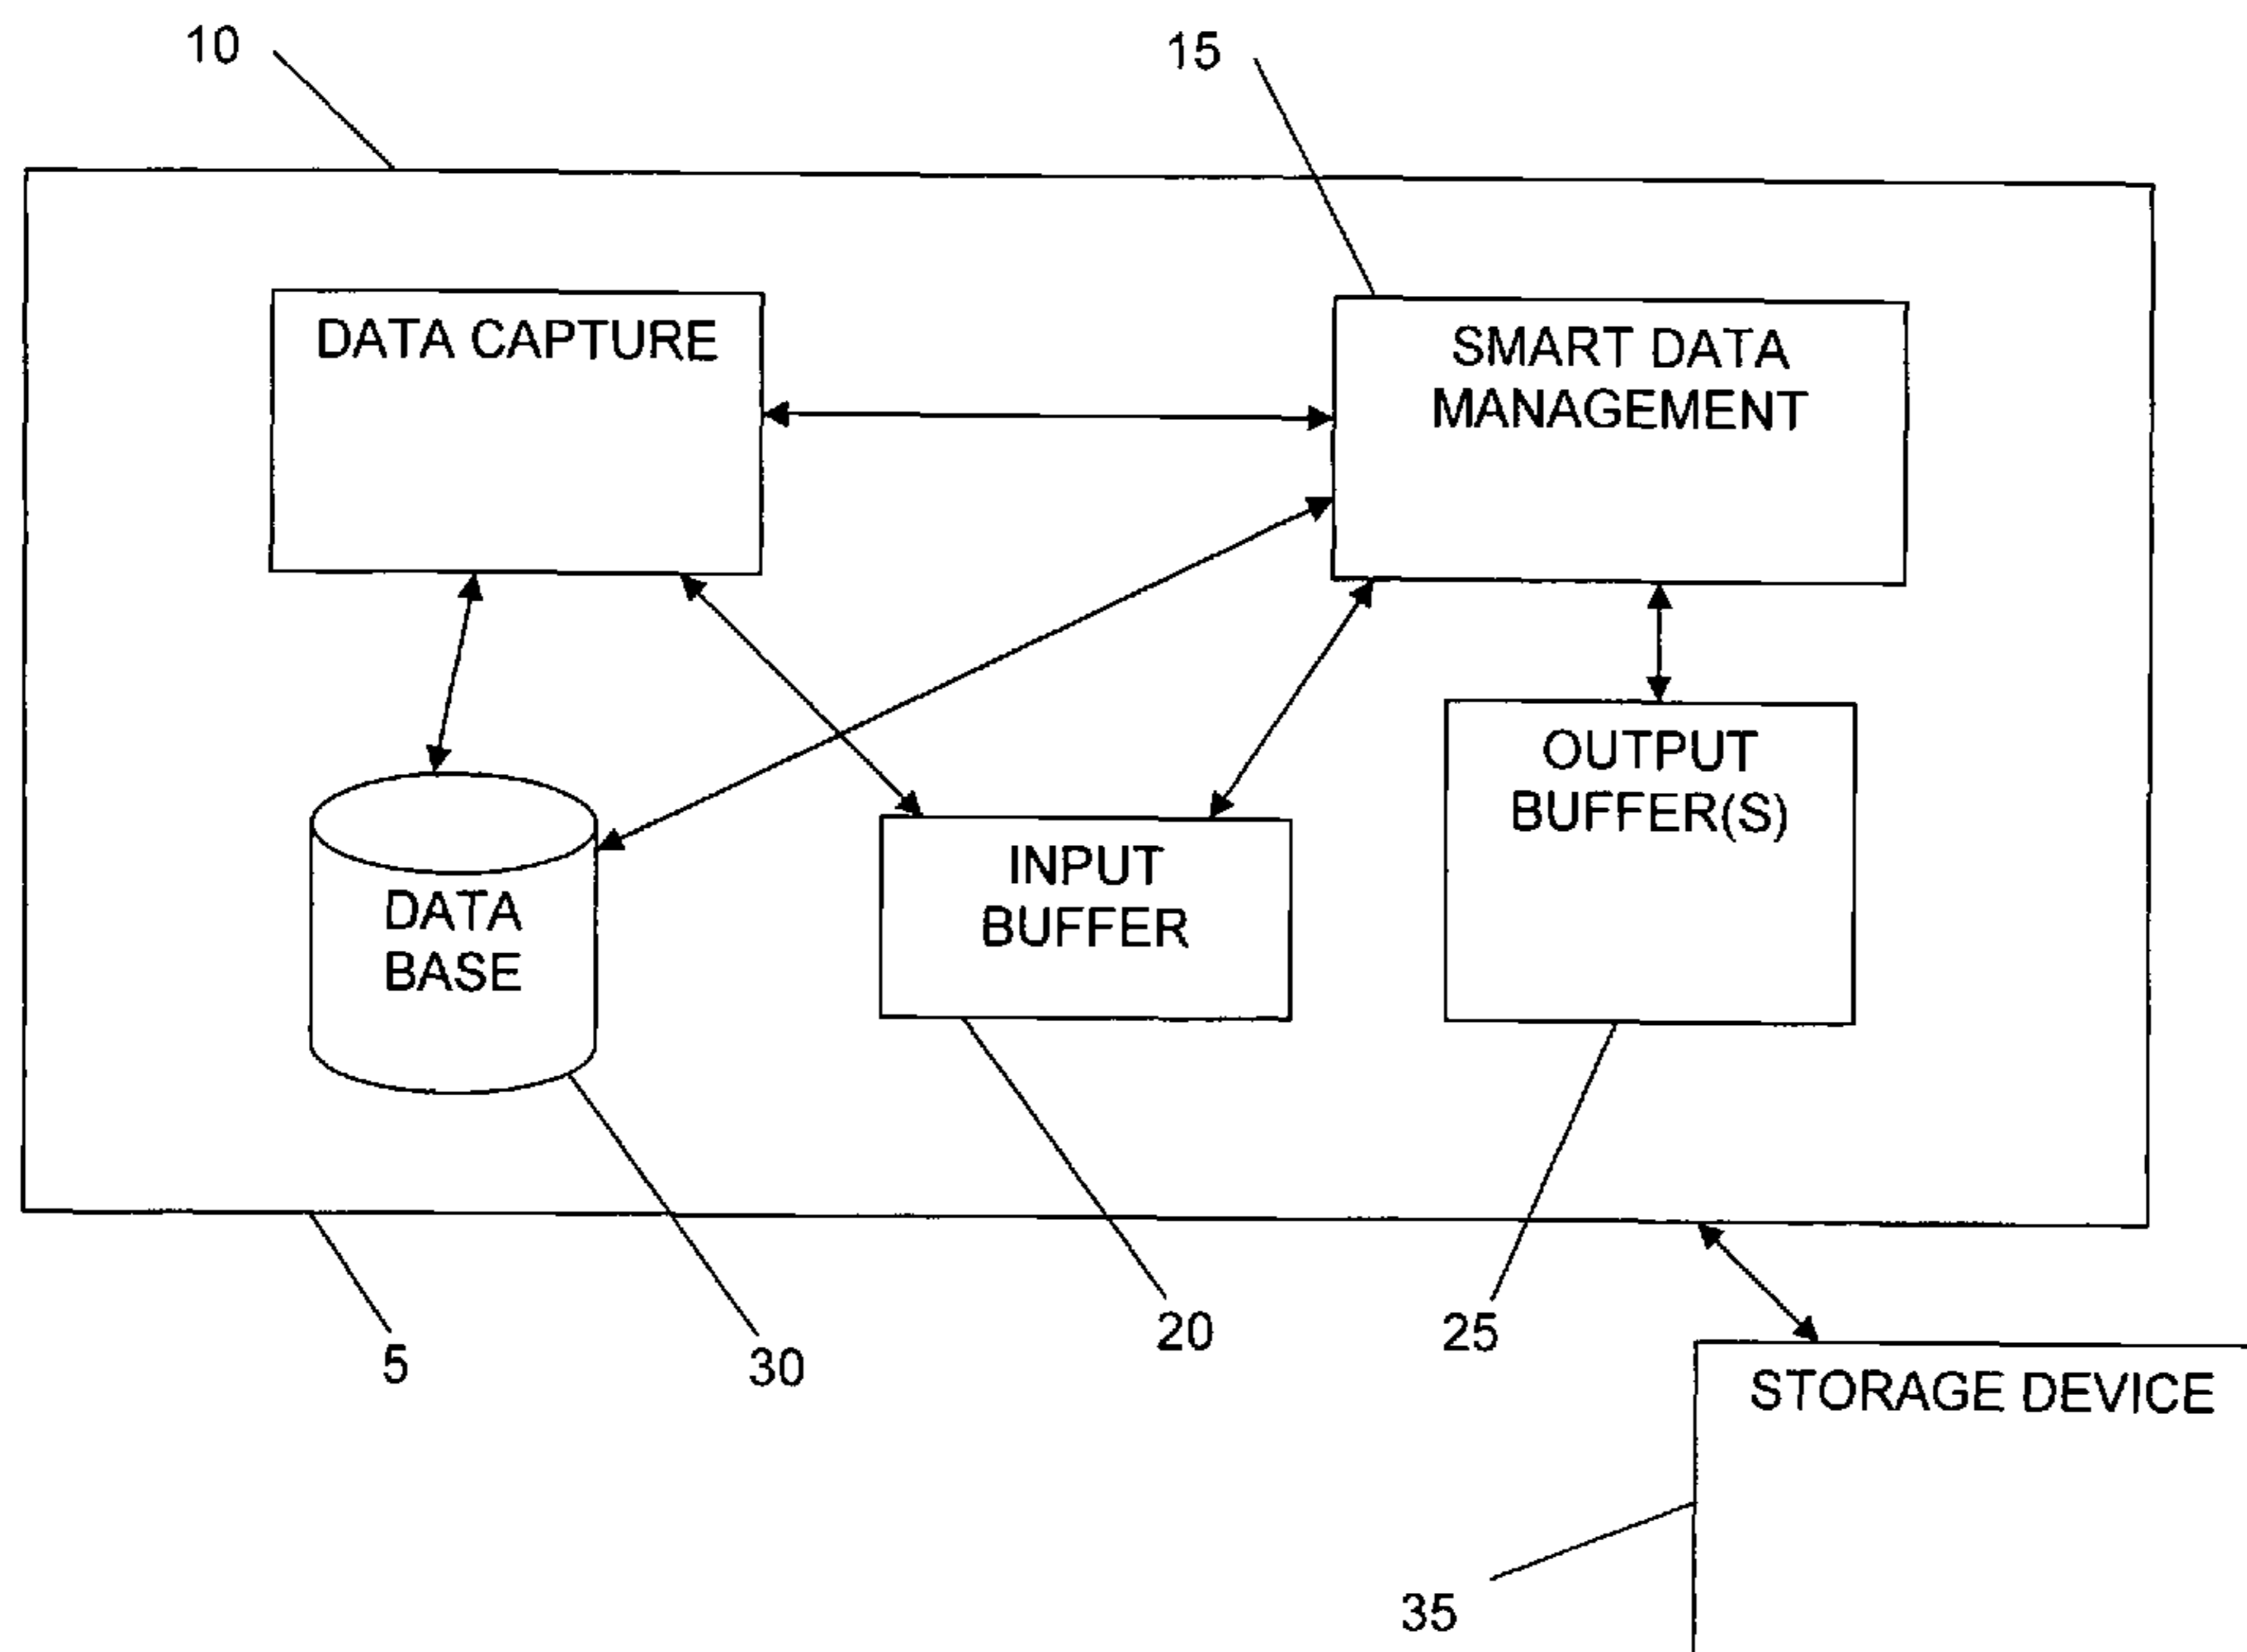 10
15
DATA CAPTURE
SMART DATA
MANAGEMENT
OUTPUT
BUFFER(S)
INPUT
BUFFER
DATA
BASE
5
30
20
25
STORAGE DEVICE
35